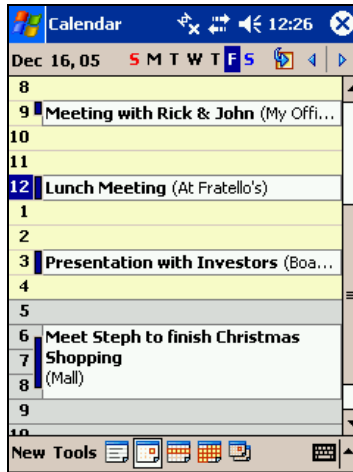 Calendar 12:26
Dec 16, 05 S M T W T F S
8
9 Meeting with Rick & John (My Offi...
10
11
12 Lunch Meeting (At Fratello's)
1
2
3 Presentation with Investors (Boa...
4
5
6 Meet Steph to finish Christmas
7 Shopping
8 (Mall)
9
10
New Tools